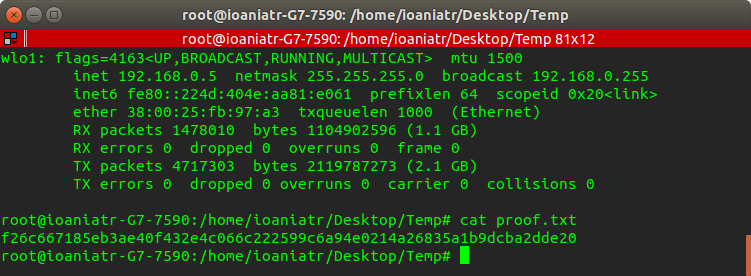 root@ioaniatr-G7-7590: /home/ioaniatr/Desktop/Temp
root@ioaniatr-G7-7590: /home/ioaniatr/Desktop/Temp 81x12
wlo1: flags=4163<UP,BROADCAST,RUNNING,MULTICAST>  mtu 1500
        inet 192.168.0.5  netmask 255.255.255.0  broadcast 192.168.0.255
        inet6 fe80::224d:404e:aa81:e061  prefixlen 64  scopeid 0x20<link>
        ether 38:00:25:fb:97:a3  txqueuelen 1000  (Ethernet)
        RX packets 1478010  bytes 1104902596 (1.1 GB)
        RX errors 0  dropped 0  overruns 0  frame 0
        TX packets 4717303  bytes 2119787273 (2.1 GB)
        TX errors 0  dropped 0 overruns 0  carrier 0  collisions 0
root@ioaniatr-G7-7590:/home/ioaniatr/Desktop/Temp# cat proof.txt
f26c667185eb3ae40f432e4c066c222599c6a94e0214a26835a1b9dcba2dde20
root@ioaniatr-G7-7590:/home/ioaniatr/Desktop/Temp#